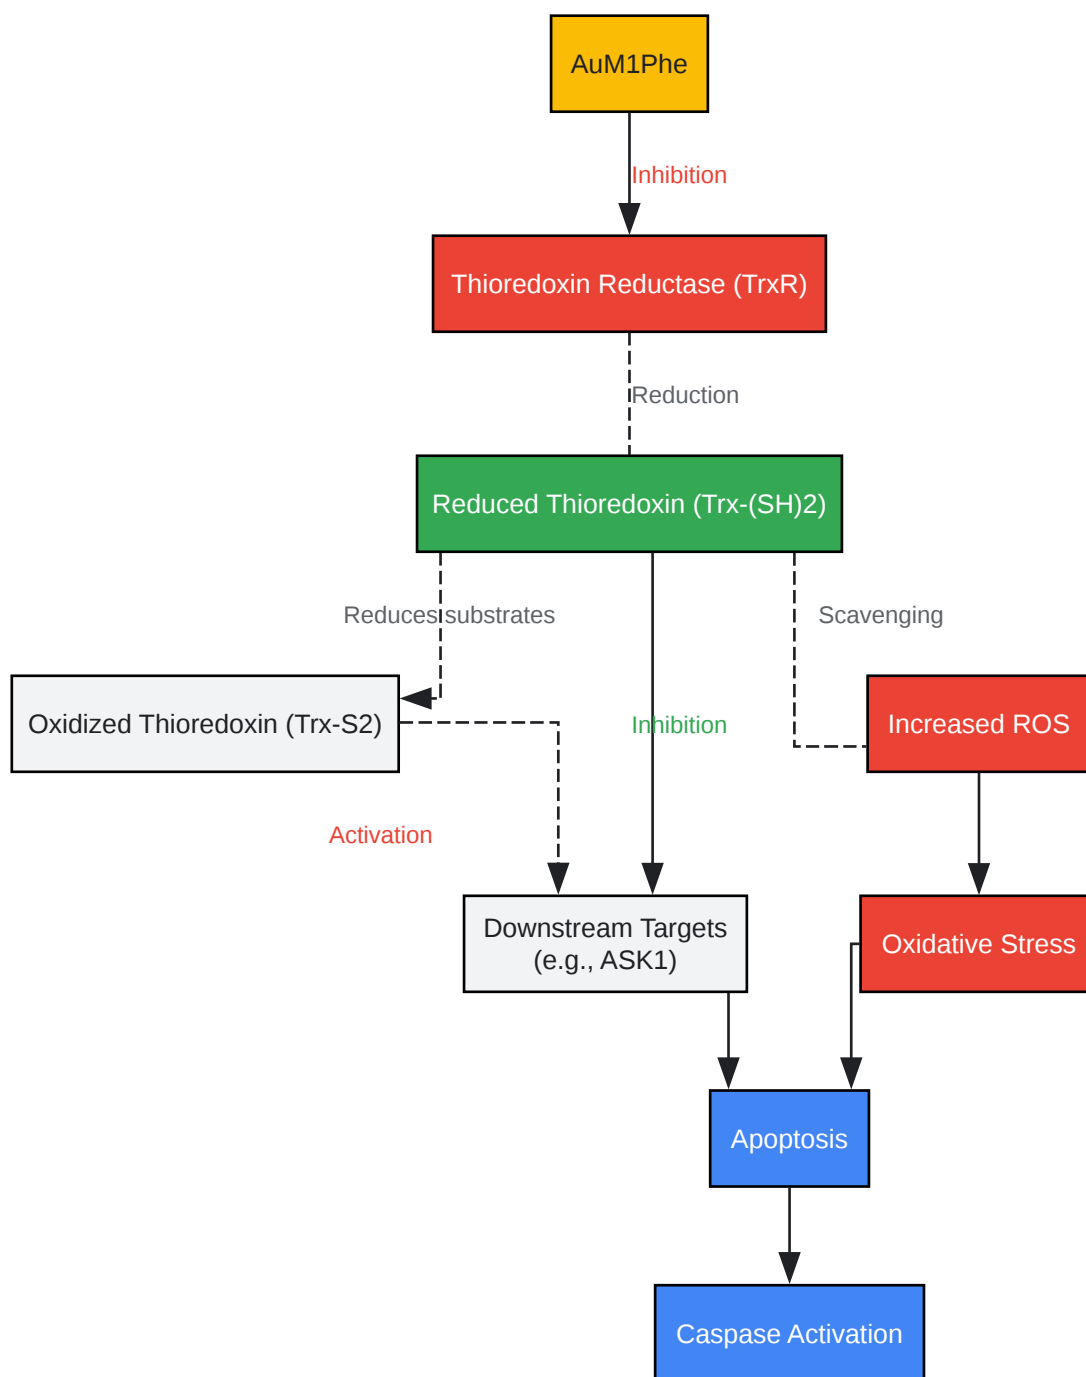 AuM1Phe
Inhibition
Thioredoxin Reductase (TrxR)
Reduction
Reduced Thioredoxin (Trx-(SH)2)
Reduces substrates
Scavenging
Oxidized Thioredoxin (Trx-S2)
Inhibition
Increased ROS
Activation
Downstream Targets
(e.g., ASK1)
Oxidative Stress
Apoptosis
Caspase Activation